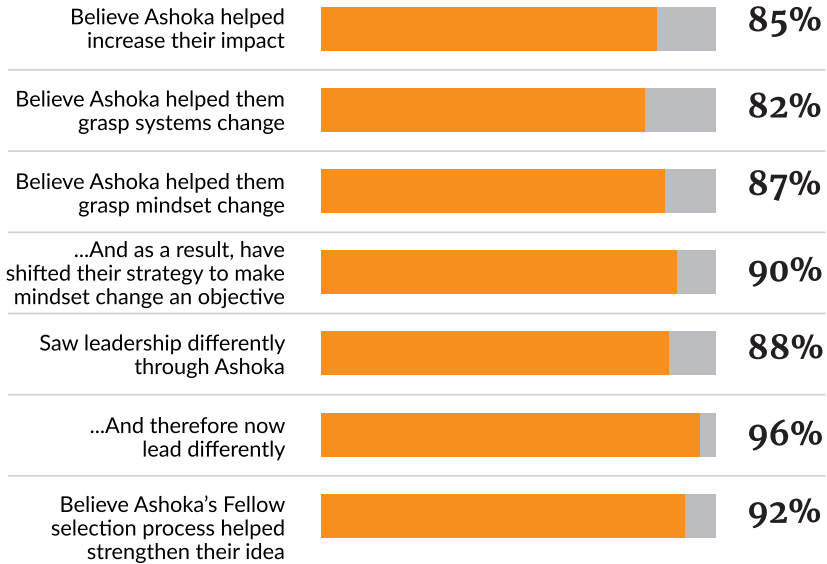 Believe Ashoka helped
increase their impact
85%
Believe Ashoka helped them
grasp systems change
82%
Believe Ashoka helped them
grasp mindset change
87%
...And as a result, have
shifted their strategy to make
mindset change an objective
90%
Saw leadership differently
through Ashoka
88%
...And therefore now
lead differently
96%
Believe Ashoka’s Fellow
selection process helped
strengthen their idea
92%